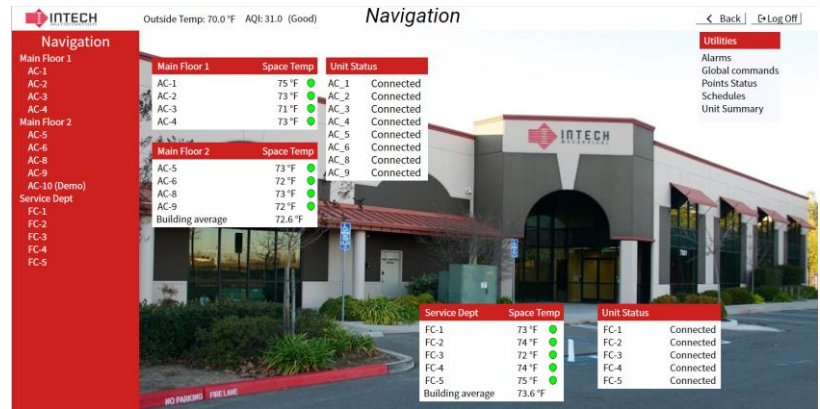 INTECH
AUTOMATION
Outside Temp: 70.0 °F AQI: 31.0 (Good)
Navigation
Back
Log Off
Navigation
Main Floor 1
AC-1
AC-2
AC-3
AC-4
Main Floor 2
AC-5
AC-6
AC-8
AC-9
AC-10 (Demo)
Service Dept
FC-1
FC-2
FC-3
FC-4
FC-5
Main Floor 1 Space Temp
AC-1 75 °F
AC-2 73 °F
AC-3 71 °F
AC-4 73 °F
Main Floor 2 Space Temp
AC-5 73 °F
AC-6 72 °F
AC-8 73 °F
AC-9 72 °F
Building average 72.6 °F
Unit Status
AC_1 Connected
AC_2 Connected
AC_3 Connected
AC_4 Connected
AC_5 Connected
AC_6 Connected
AC_8 Connected
AC_9 Connected
Utilities
Alarms
Global commands
Points Status
Schedules
Unit Summary
INTECH
MECHANICAL
Service Dept Space Temp
FC-1 73 °F
FC-2 74 °F
FC-3 72 °F
FC-4 74 °F
FC-5 75 °F
Building average 73.6 °F
Unit Status
FC-1 Connected
FC-2 Connected
FC-3 Connected
FC-4 Connected
FC-5 Connected
NO PARKING FIRE LANE